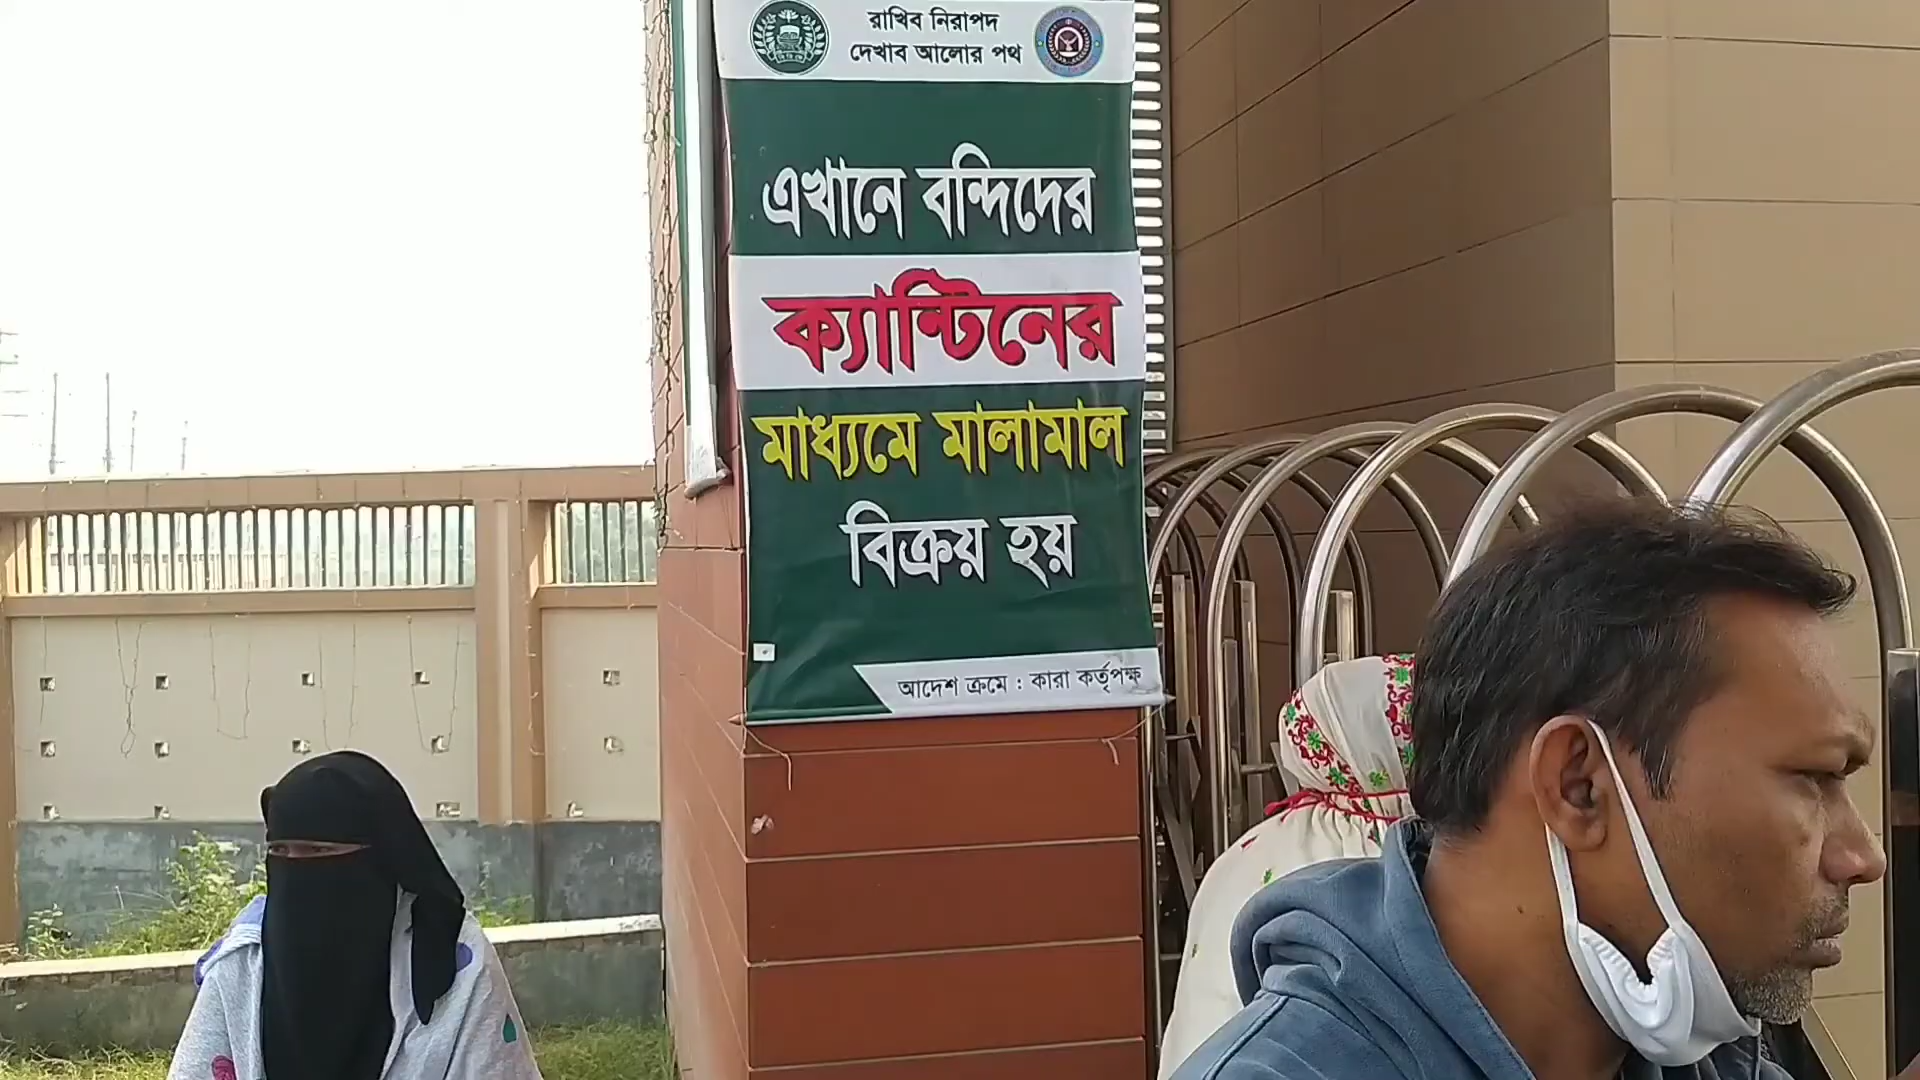 রাখিব নিরাপদ
দেখাব আলোর পথ
এখানে বন্দিদের
ক্যান্টিনের
মাধ্যমে মালামাল
বিক্রয় হয়
আদেশ ক্রমে : কারা কর্তৃপক্ষ